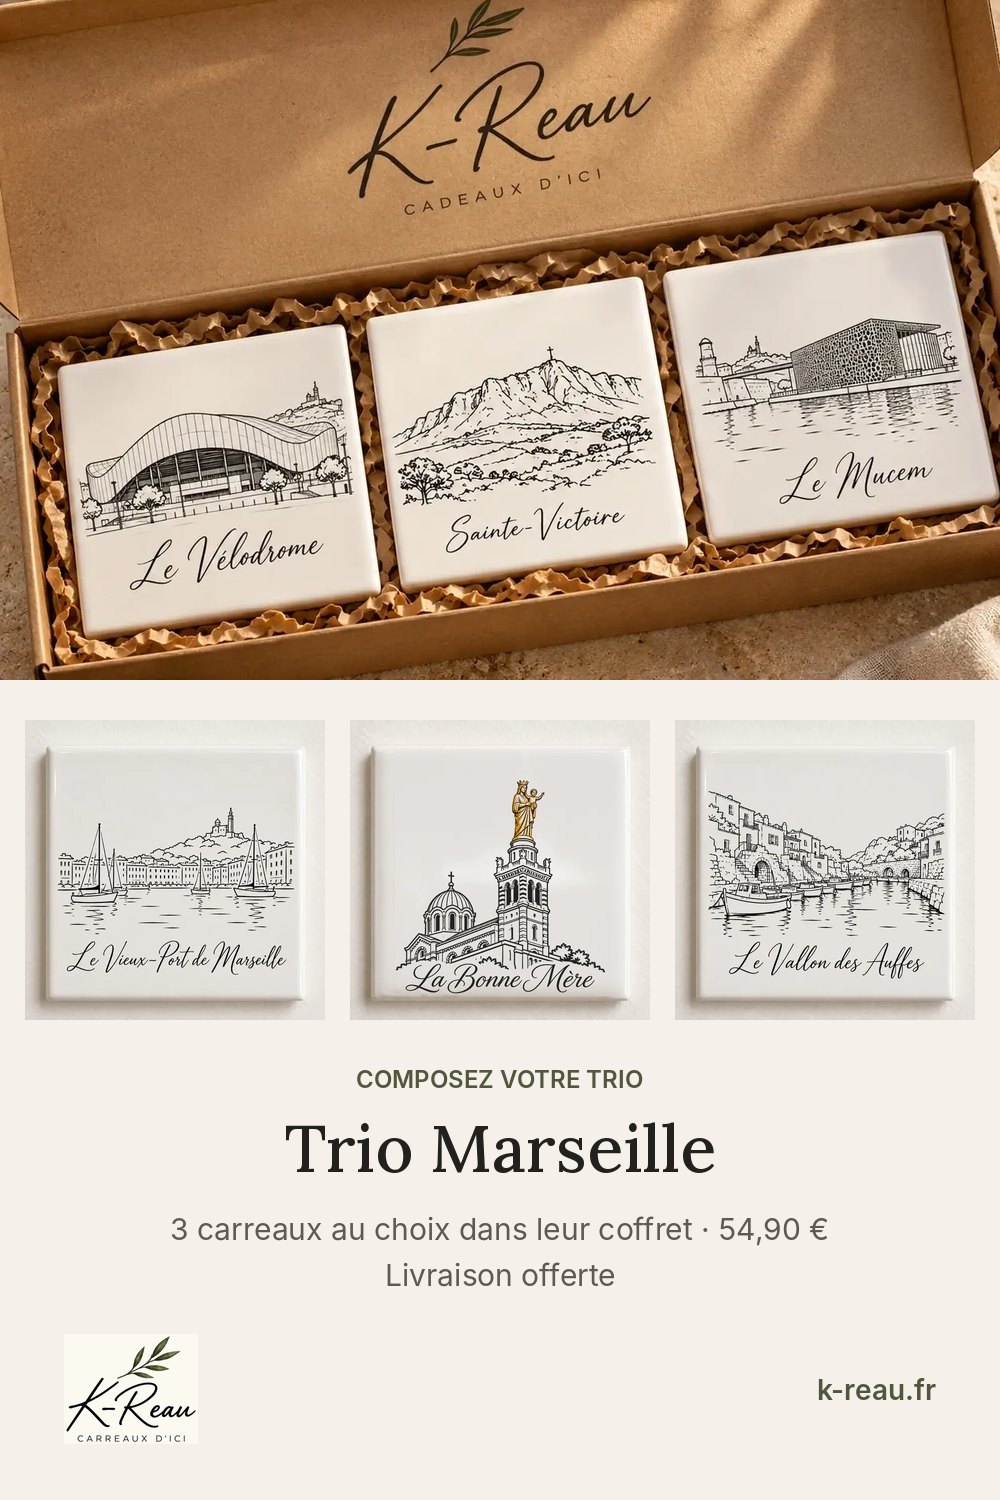 K-Reau
CADEAUX D'ICI
Le Vélodrome
Sainte-Victoire
Le Mucem
Le Vieux-Port de Marseille
La Bonne Mère
Le Vallon des Auffes
COMPOSEZ VOTRE TRIO
Trio Marseille
3 carreaux au choix dans leur coffret · 54,90 €
Livraison offerte
K-Reau
CARREAUX D'ICI
k-reau.fr